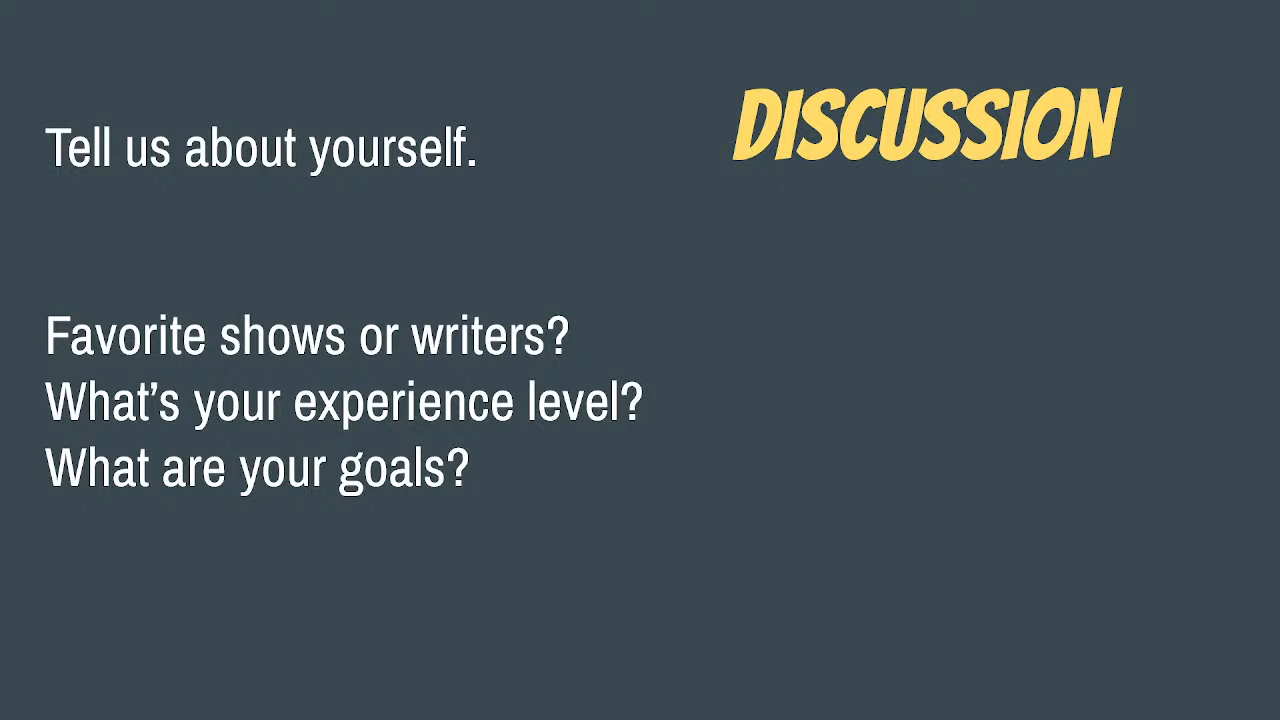 DISCUSSION
Tell us about yourself.
Favorite shows or writers?
What’s your experience level?
What are your goals?